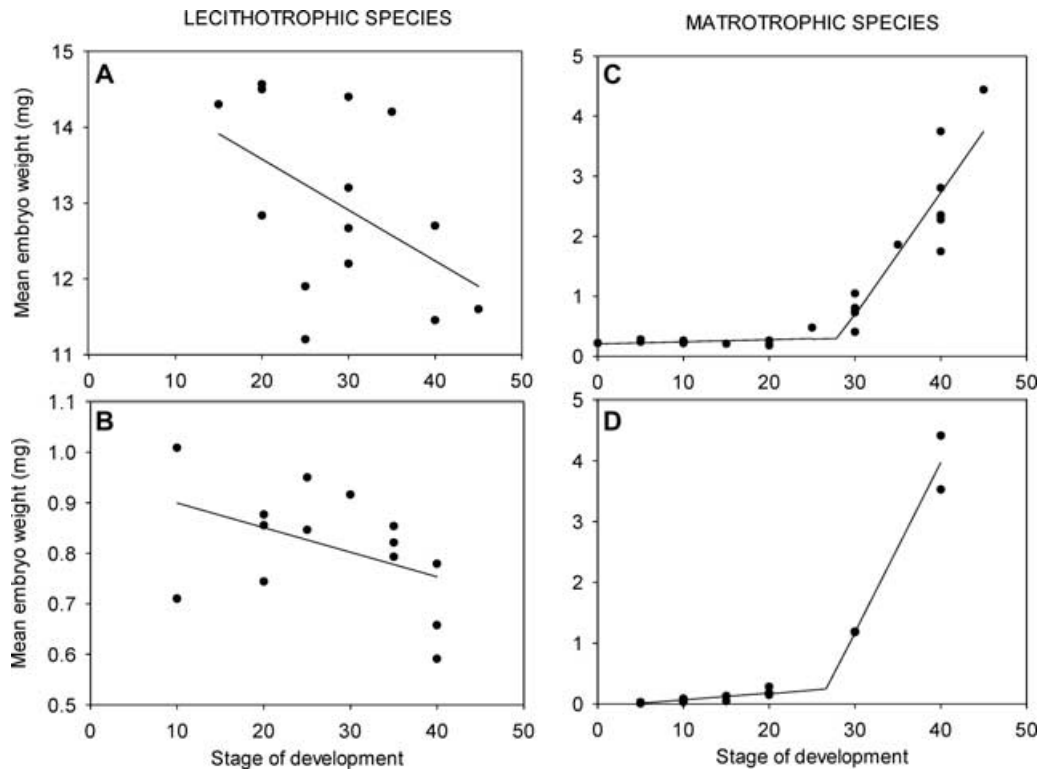 LECITHOTROPHIC SPECIES
MATROTROPHIC SPECIES
A
Mean embryo weight (mg)
15
14
13
12
11
0 10 20 30 40 50
C
5
4
3
2
1
0
0 10 20 30 40 50
B
Mean embryo weight (mg)
1.1
1.0
0.9
0.8
0.7
0.6
0.5
0 10 20 30 40 50
Stage of development
D
5
4
3
2
1
0
0 10 20 30 40 50
Stage of development